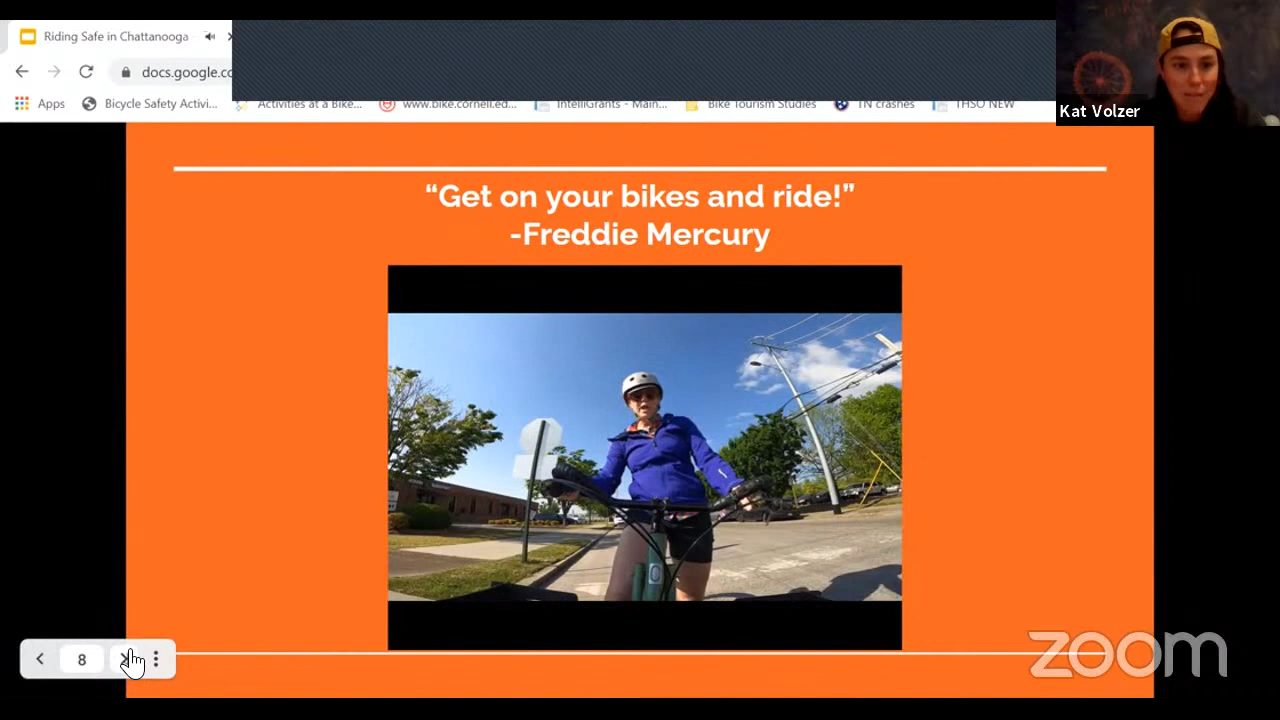 Riding Safe in Chattanooga
docs.google.co
Apps
Bicycle Safety Activi...
Activities at a Bike...
www.bike.cornell.ed...
IntelliGrants - Main...
Bike Tourism Studies
TN crashes
THSO NEW
Kat Volzer
“Get on your bikes and ride!”
-Freddie Mercury
8
zoom